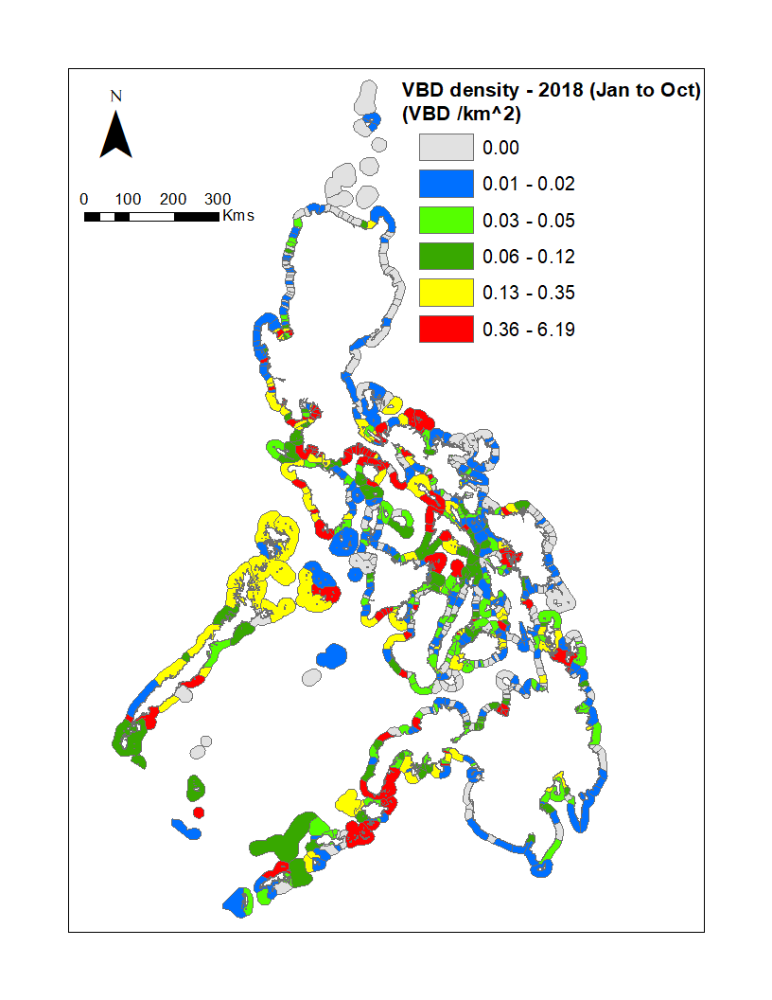 VBD density - 2018 (Jan to Oct)
(VBD /km^2)
N
0.00
0.01 - 0.02
0 100 200 300
Kms
0.03 - 0.05
0.06 - 0.12
0.13 - 0.35
0.36 - 6.19